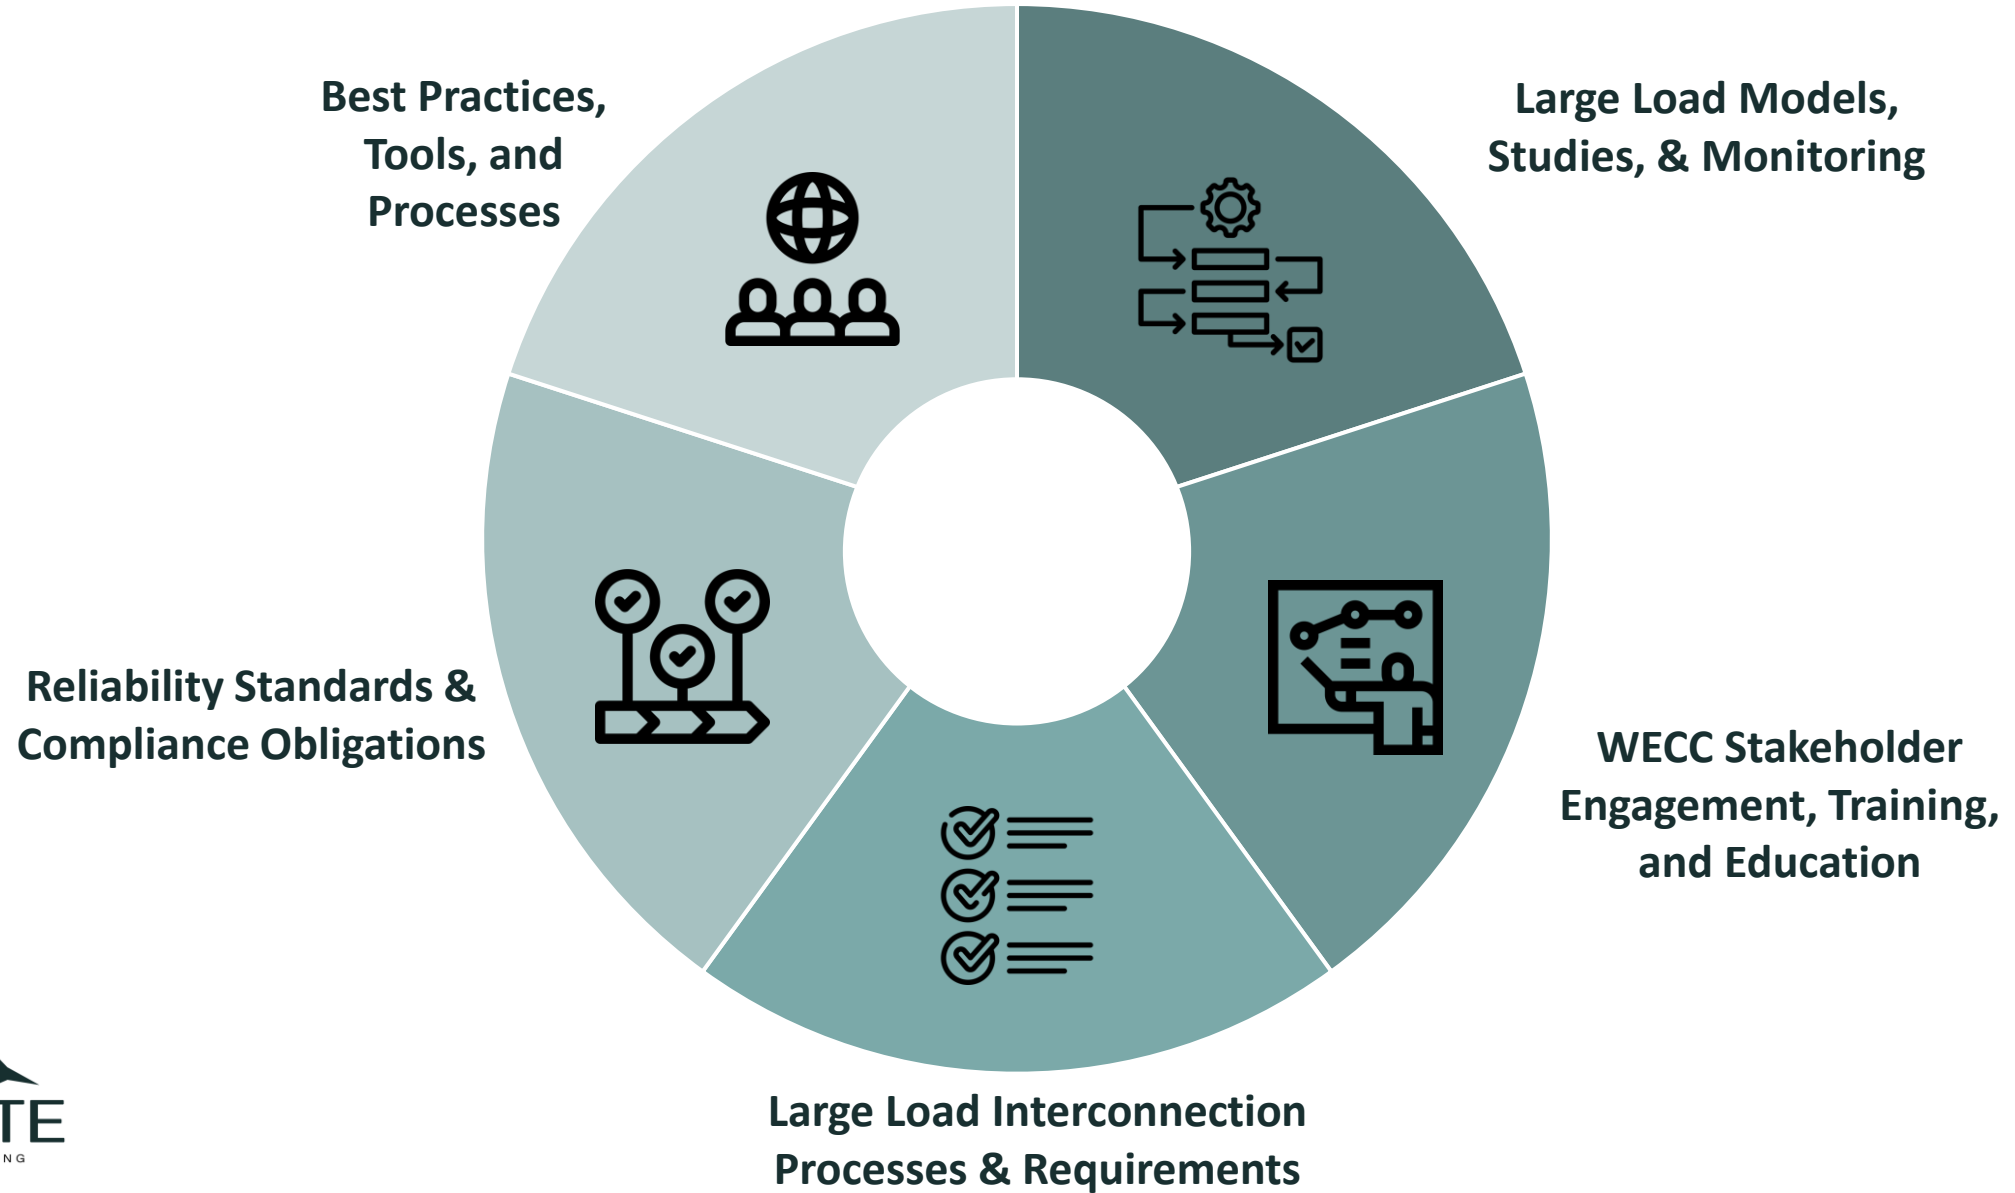 Best Practices,
Tools, and
Processes
Large Load Models,
Studies, & Monitoring
Reliability Standards &
Compliance Obligations
WECC Stakeholder
Engagement, Training,
and Education
Large Load Interconnection
Processes & Requirements